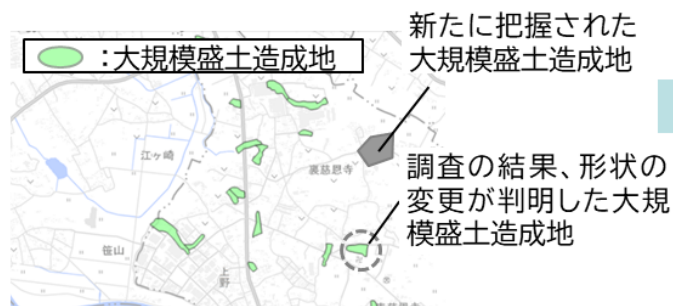 新たに把握された
大規模盛土造成地
:大規模盛土造成地
江ヶ崎
裏慈恩寺
調査の結果、形状の
変更が判明した大規
模盛土造成地
笹山
上野